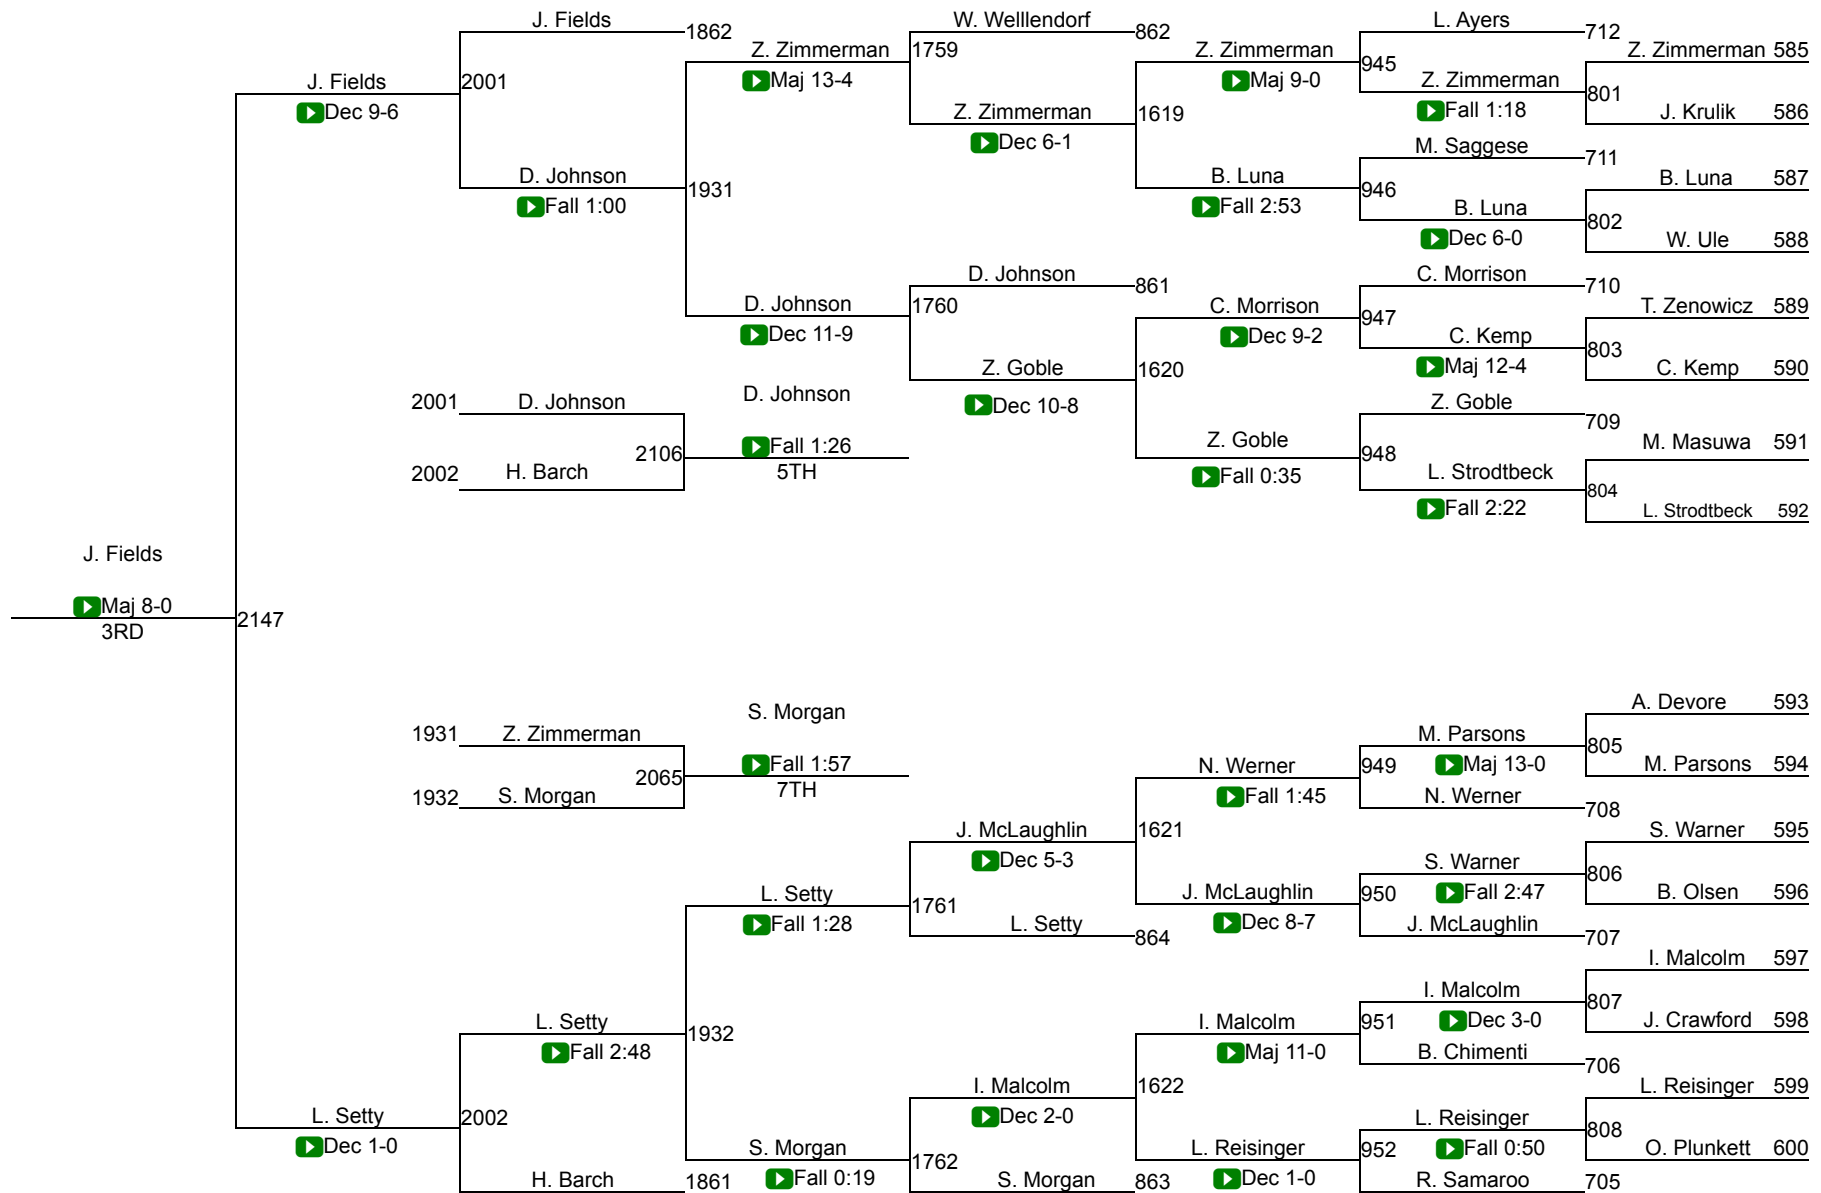 J. Fields
W. Welllendorf
L. Ayers
1862
862
712
Z. Zimmerman
1759
Z. Zimmerman
Z. Zimmerman 585
945
J. Fields
2001
Maj 13-4
Maj 9-0
Z. Zimmerman
801
Dec 9-6
Z. Zimmerman
1619
Fall 1:18
J. Krulik 586
Dec 6-1
M. Saggese
711
D. Johnson
1931
B. Luna
946
B. Luna 587
Fall 1:00
Fall 2:53
B. Luna
802
Dec 6-0
W. Ule 588
D. Johnson
861
C. Morrison
710
D. Johnson
1760
C. Morrison
947
T. Zenowicz 589
Dec 11-9
Dec 9-2
C. Kemp
803
Z. Goble
1620
Maj 12-4
C. Kemp 590
2001
D. Johnson
D. Johnson
Dec 10-8
Z. Goble
709
2106
Fall 1:26
Z. Goble
948
M. Masuwa 591
2002
H. Barch
5TH
Fall 0:35
L. Strodtbeck
804
Fall 2:22
L. Strodtbeck 592
J. Fields
Maj 8-0
2147
3RD
S. Morgan
A. Devore 593
1931
Z. Zimmerman
M. Parsons
805
2065
Fall 1:57
N. Werner
949
Maj 13-0
M. Parsons 594
1932
S. Morgan
7TH
Fall 1:45
N. Werner
708
J. McLaughlin
1621
S. Warner 595
Dec 5-3
S. Warner
806
L. Setty
1761
J. McLaughlin
950
Fall 2:47
B. Olsen 596
Fall 1:28
L. Setty
864
Dec 8-7
J. McLaughlin
707
I. Malcolm 597
L. Setty
1932
I. Malcolm
951
I. Malcolm
807
Fall 2:48
Maj 11-0
Dec 3-0
J. Crawford 598
B. Chimenti
706
I. Malcolm
1622
L. Reisinger 599
L. Setty
2002
Dec 2-0
L. Reisinger
808
Dec 1-0
S. Morgan
1762
L. Reisinger
952
Fall 0:50
O. Plunkett 600
H. Barch
1861
Fall 0:19
S. Morgan
863
Dec 1-0
R. Samaroo
705